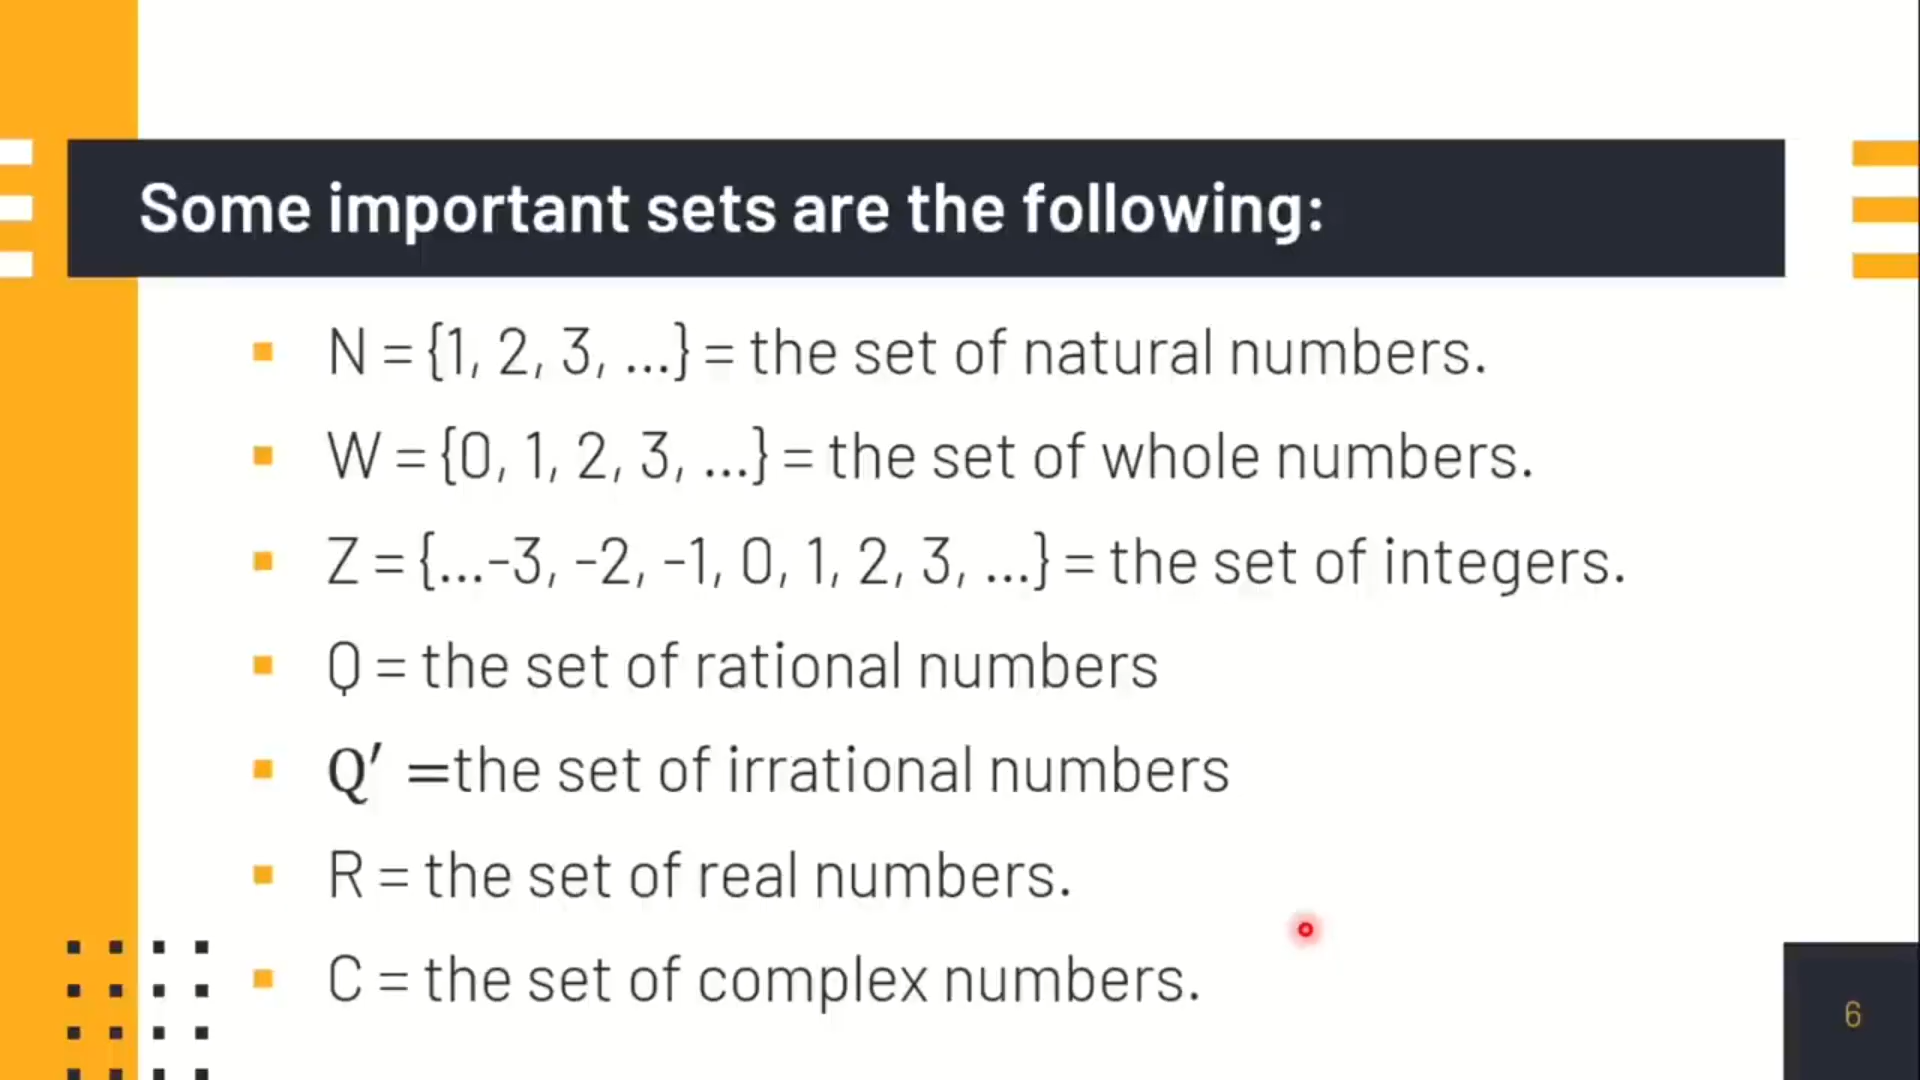 Some important sets are the following:
N = {1, 2, 3, ...} = the set of natural numbers.
W = {0, 1, 2, 3, ...} = the set of whole numbers.
Z = {...-3, -2, -1, 0, 1, 2, 3, ...} = the set of integers.
Q = the set of rational numbers
Q′ =the set of irrational numbers
R = the set of real numbers.
C = the set of complex numbers.
6